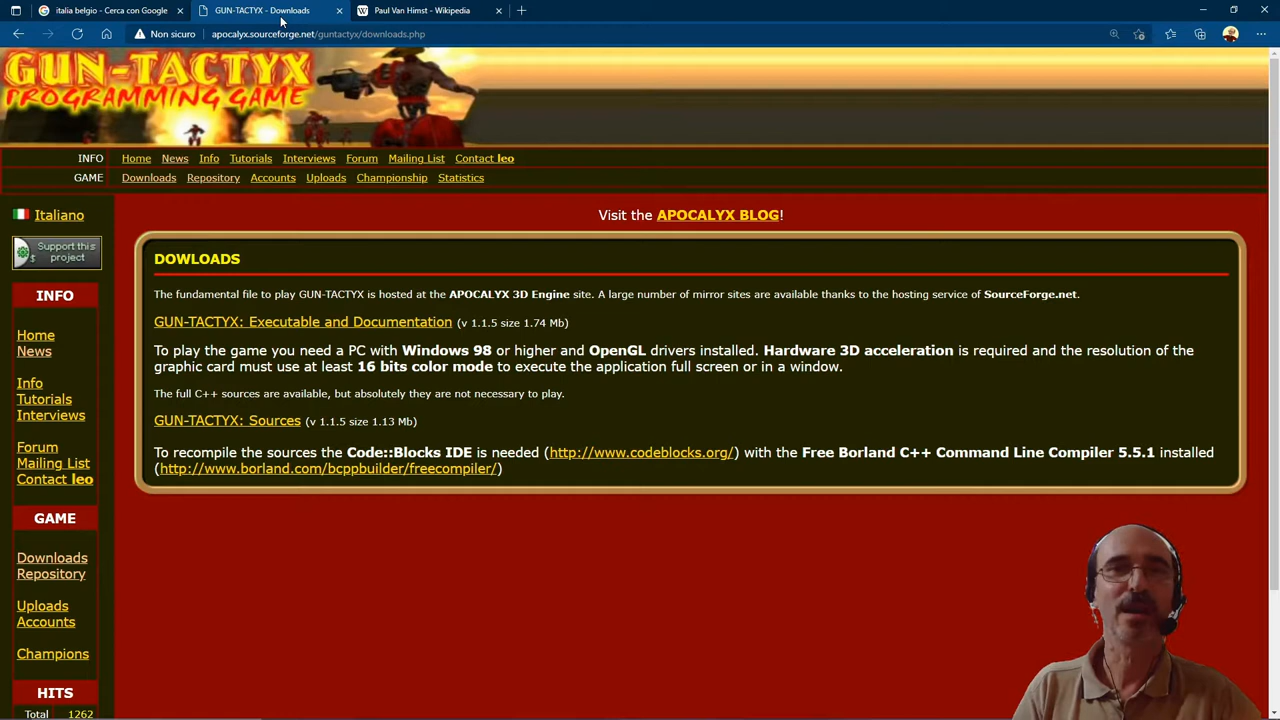 italia belgio - Cerca con Google
GUN-TACTYX - Downloads
Paul Van Himst - Wikipedia
Non sicuro
apocalyx.sourceforge.net/guntactyx/downloads.php
GUN-TACTYX
PROGRAMMING GAME
INFO Home News Info Tutorials Interviews Forum Mailing List Contact leo
GAME Downloads Repository Accounts Uploads Championship Statistics
Italiano
Support this
project
INFO
Home
News
Info
Tutorials
Interviews
Forum
Mailing List
Contact leo
GAME
Downloads
Repository
Uploads
Accounts
Champions
HITS
Total 1262
Visit the APOCALYX BLOG!
DOWLOADS
The fundamental file to play GUN-TACTYX is hosted at the APOCALYX 3D Engine site. A large number of mirror sites are available thanks to the hosting service of SourceForge.net.
GUN-TACTYX: Executable and Documentation (v 1.1.5 size 1.74 Mb)
To play the game you need a PC with Windows 98 or higher and OpenGL drivers installed. Hardware 3D acceleration is required and the resolution of the
graphic card must use at least 16 bits color mode to execute the application full screen or in a window.
The full C++ sources are available, but absolutely they are not necessary to play.
GUN-TACTYX: Sources (v 1.1.5 size 1.13 Mb)
To recompile the sources the Code::Blocks IDE is needed (http://www.codeblocks.org/) with the Free Borland C++ Command Line Compiler 5.5.1 installed
(http://www.borland.com/bcppbuilder/freecompiler/)